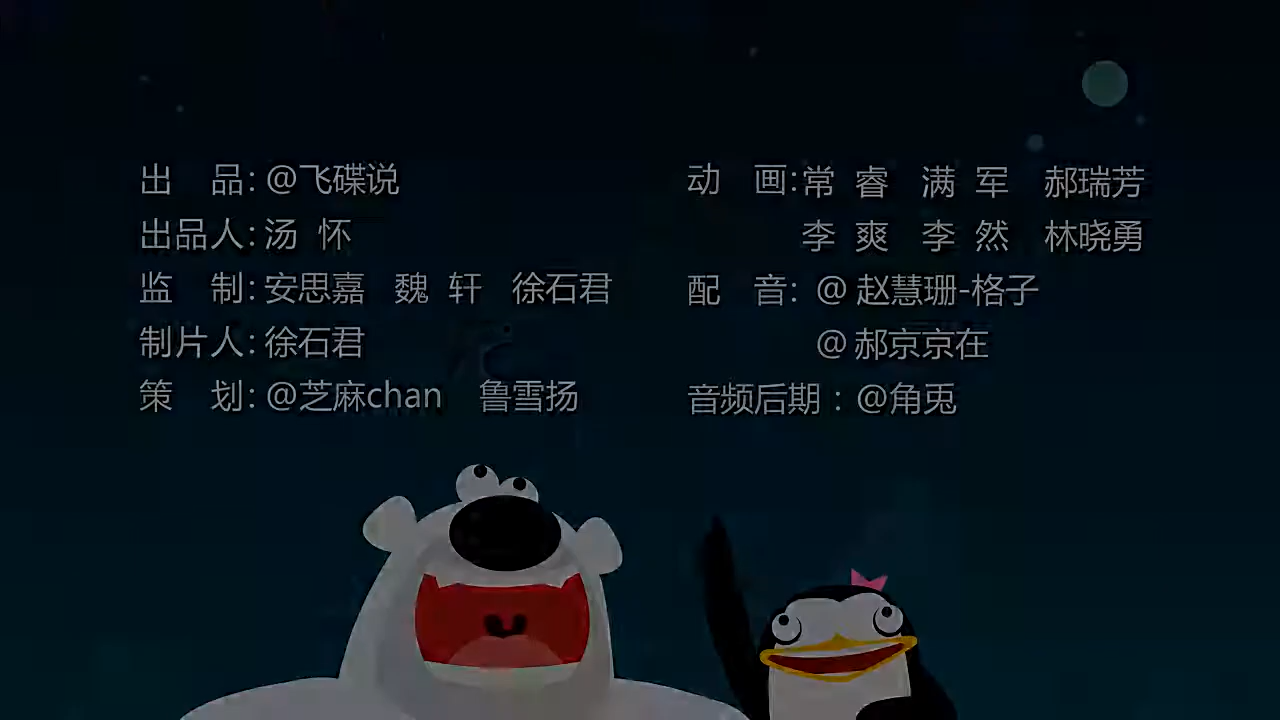 出 品：@飞碟说
出品人：汤 怀
监 制：安思嘉 魏 轩 徐石君
制片人：徐石君
策 划：@芝麻chan 鲁雪扬
动 画：常 睿 满 军 郝瑞芳
李 爽 李 然 林晓勇
配 音：@赵慧珊-格子
@郝京京在
音频后期：@角兎